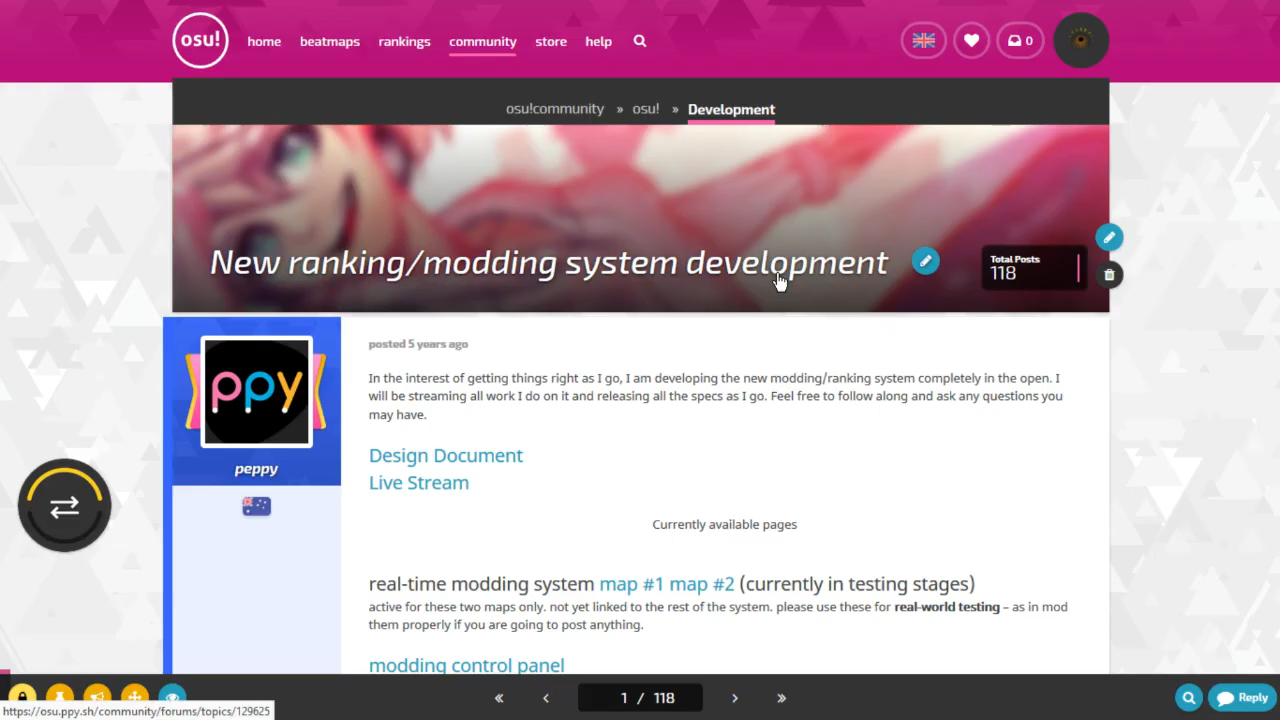 osu! home beatmaps rankings community store help 0
osu!community » osu! » Development
New ranking/modding system development
Total Posts
118
ppy
peppy
posted 5 years ago
In the interest of getting things right as I go, I am developing the new modding/ranking system completely in the open. I
will be streaming all work I do on it and releasing all the specs as I go. Feel free to follow along and ask any questions you
may have.
Design Document
Live Stream
Currently available pages
real-time modding system map #1 map #2 (currently in testing stages)
active for these two maps only. not yet linked to the rest of the system. please use these for real-world testing – as in mod
them properly if you are going to post anything.
modding control panel
« ‹ 1 / 118 › » Reply
https://osu.ppy.sh/community/forums/topics/129625